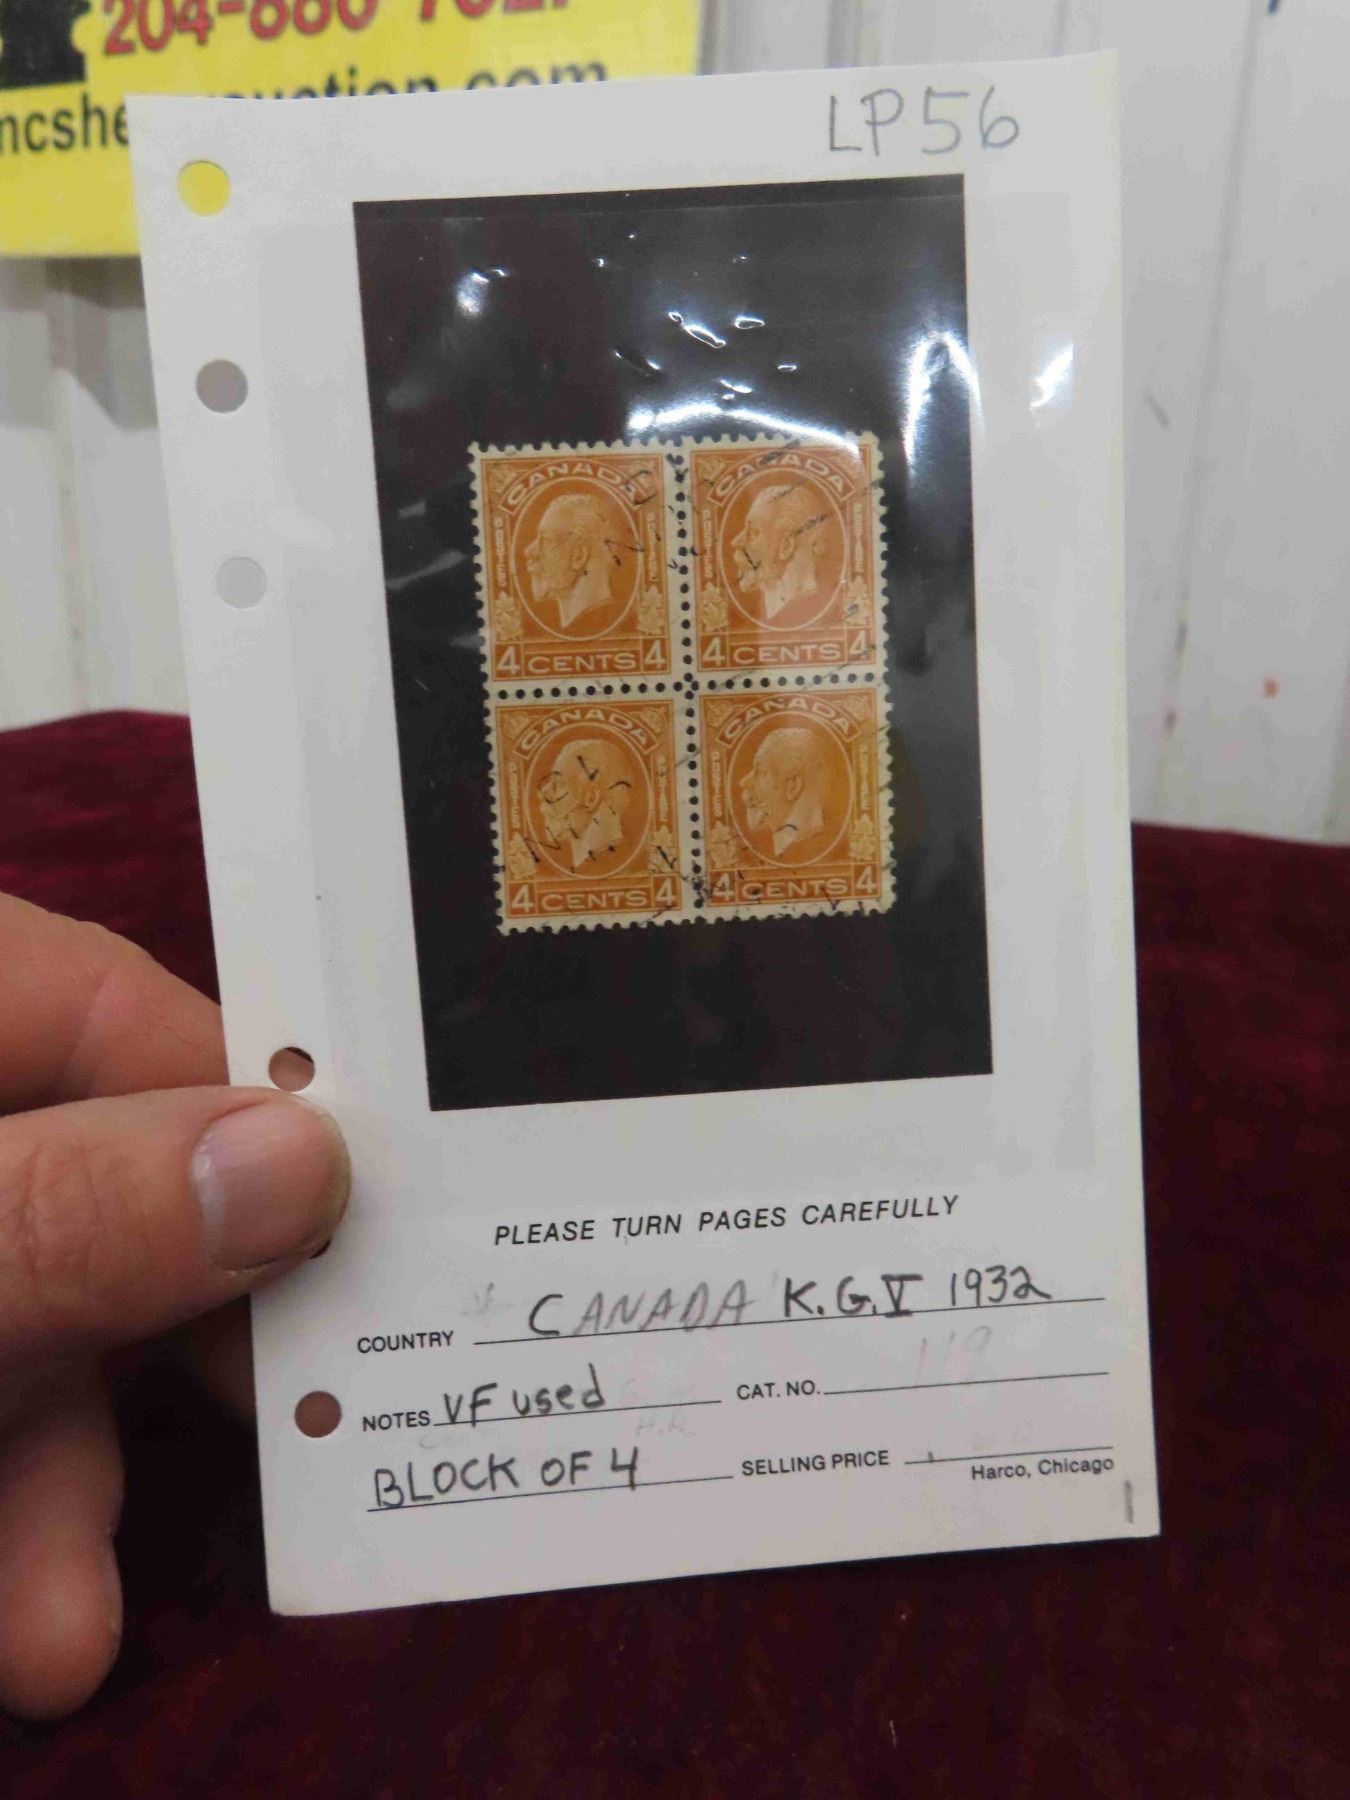 204-
LP56
CANADA
CANADA
4 CENTS 4
4 CENTS 4
CANADA
CANADA
4 CENTS 4
4 CENTS 4
PLEASE TURN PAGES CAREFULLY
COUNTRY CANADA K.G.V 1932
NOTES VF used CAT. NO. 119
H.R.
BLOCK OF 4 SELLING PRICE
Harco, Chicago